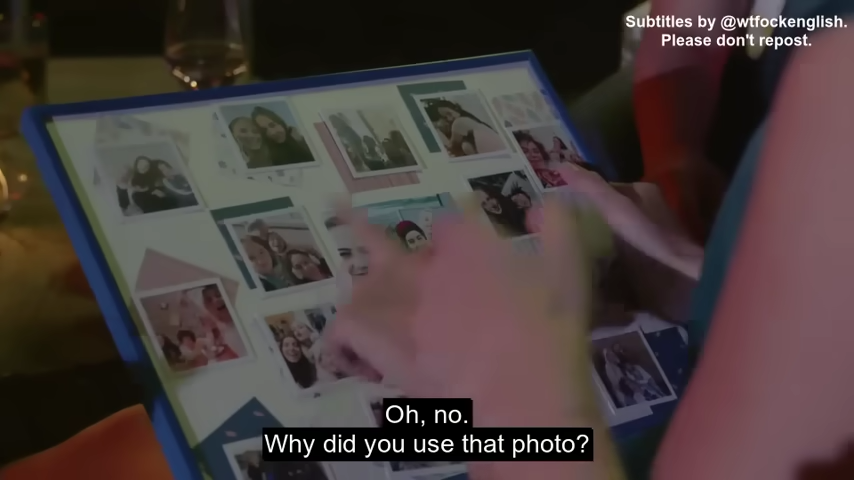 Subtitles by @wtfockenglish.
Please don't repost.
Oh, no.
Why did you use that photo?